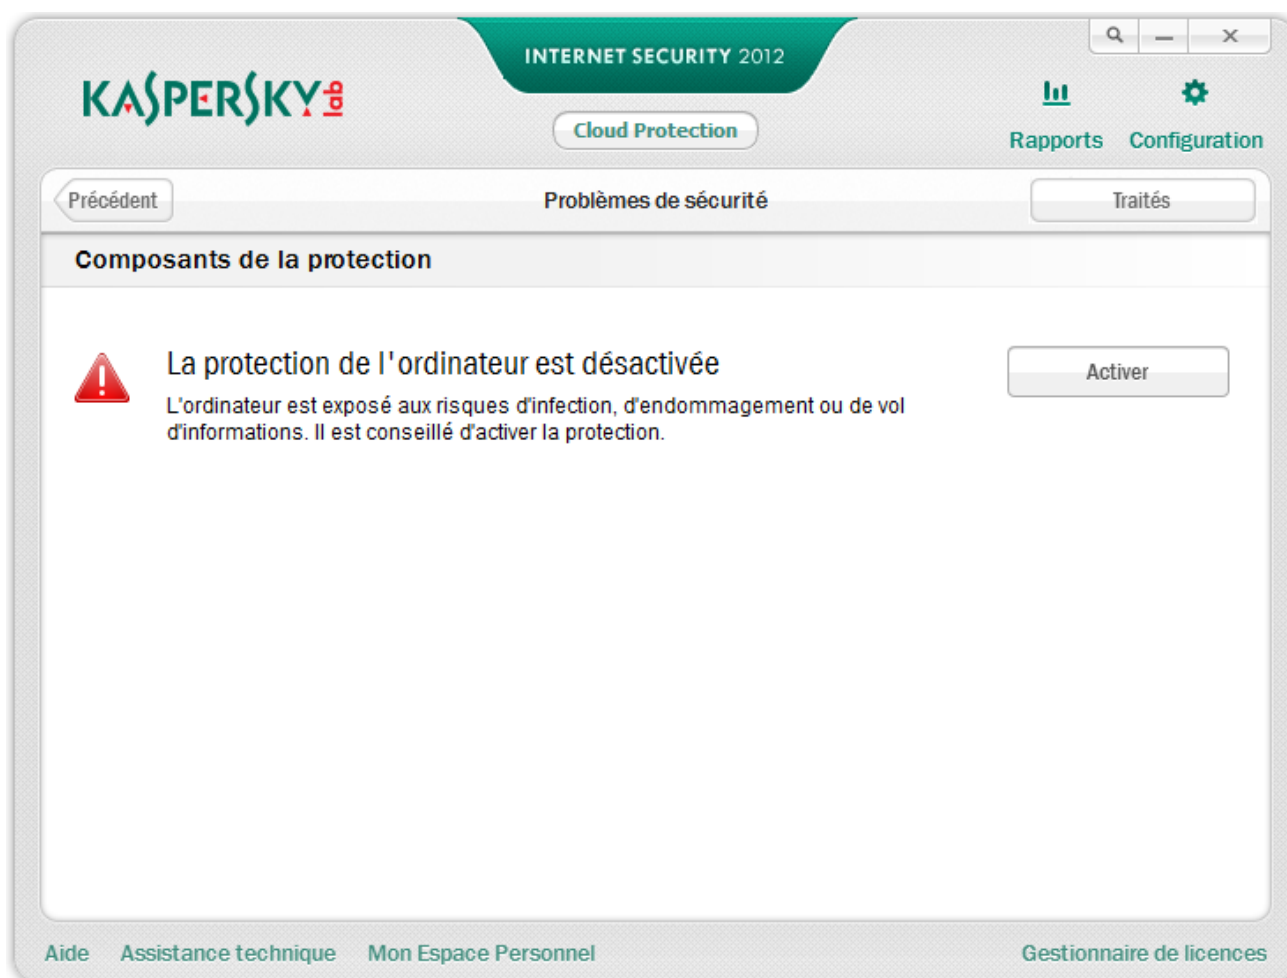 INTERNET SECURITY 2012
KASPERSKY lab
Cloud Protection
Rapports
Configuration
Précédent
Problèmes de sécurité
Traités
Composants de la protection
La protection de l'ordinateur est désactivée
Activer
L'ordinateur est exposé aux risques d'infection, d'endommagement ou de vol
d'informations. Il est conseillé d'activer la protection.
Aide
Assistance technique
Mon Espace Personnel
Gestionnaire de licences